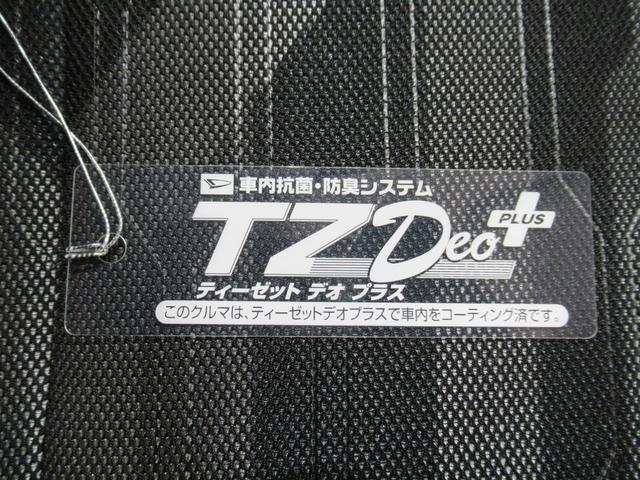 車内抗菌・防臭システム
TZ Deo PLUS
ティーゼット デオ プラス
このクルマは、ティーゼットデオプラスで車内をコーティング済です。